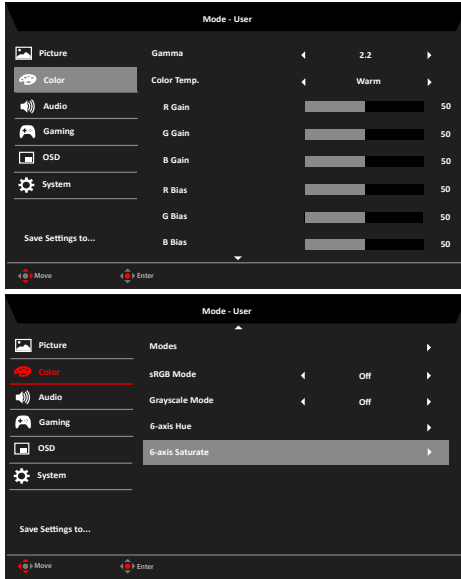 Mode - User
Picture Gamma 2.2
Color Color Temp. Warm
Audio R Gain 50
Gaming G Gain 50
OSD B Gain 50
System R Bias 50
G Bias 50
Save Settings to... B Bias 50
Move Enter
Mode - User
Picture Modes
Color sRGB Mode Off
Audio Grayscale Mode Off
Gaming 6-axis Hue
OSD 6-axis Saturate
System
Save Settings to...
Move Enter